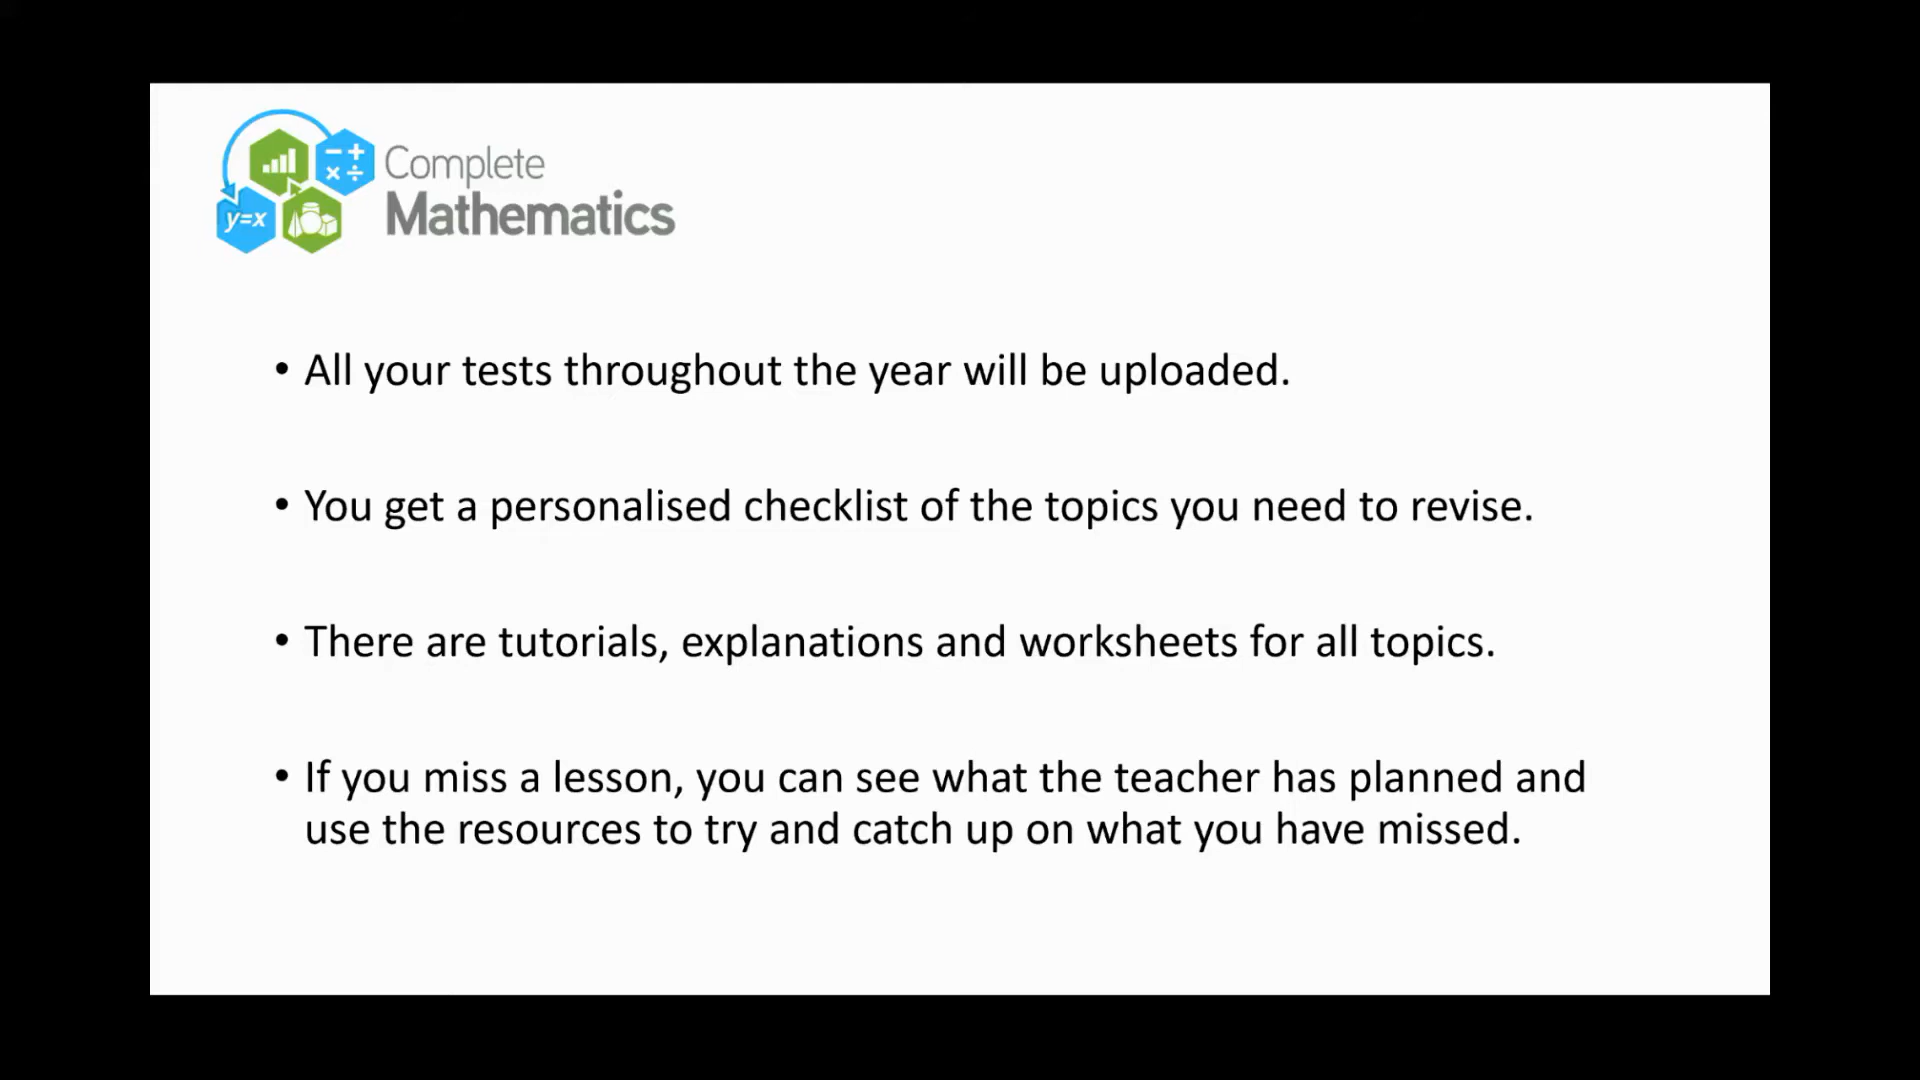 Complete
Mathematics
− +
× ÷
y=x
• All your tests throughout the year will be uploaded.
• You get a personalised checklist of the topics you need to revise.
• There are tutorials, explanations and worksheets for all topics.
• If you miss a lesson, you can see what the teacher has planned and
use the resources to try and catch up on what you have missed.